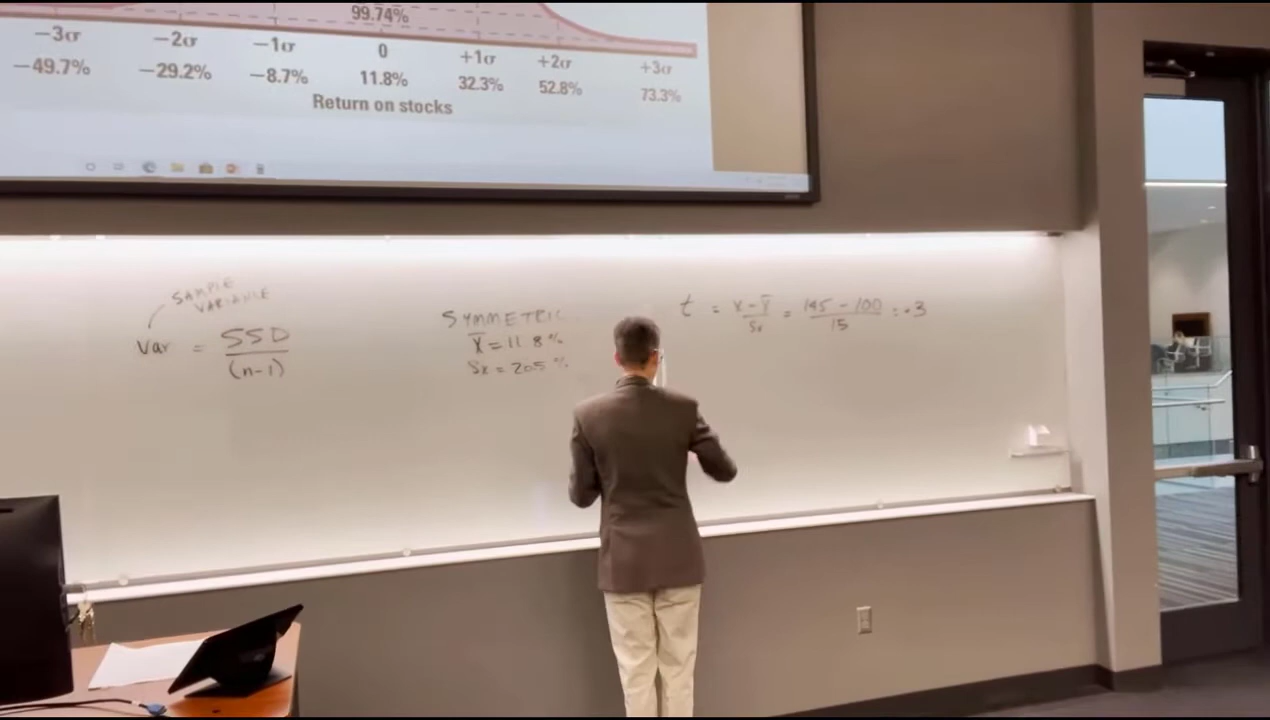 99.74%
−3σ −2σ −1σ 0 +1σ +2σ +3σ
−49.7% −29.2% −8.7% 11.8% 32.3% 52.8% 73.3%
Return on stocks
SAMPLE
VARIANCE
Var = SSD
(n-1)
SYMMETRIC
X̄ = 11.8%
Sx = 20.5%
t = x - x̄ = 145 - 100 =
Sx 15